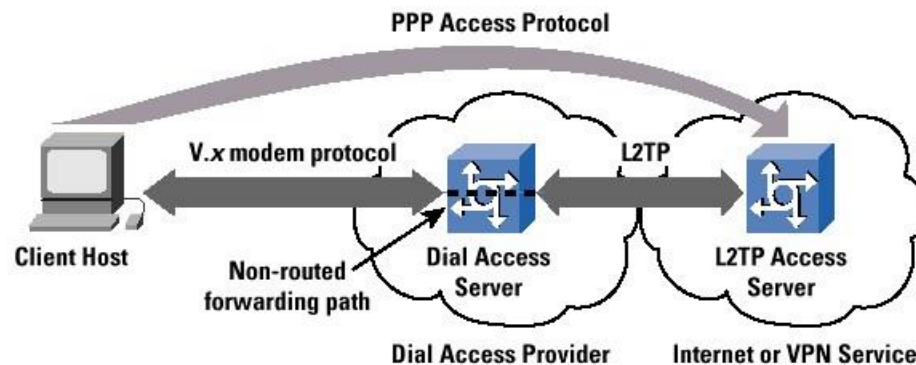 PPP Access Protocol
V.x modem protocol
L2TP
Client Host
Non-routed
forwarding path
Dial Access
Server
L2TP Access
Server
Dial Access Provider
Internet or VPN Service